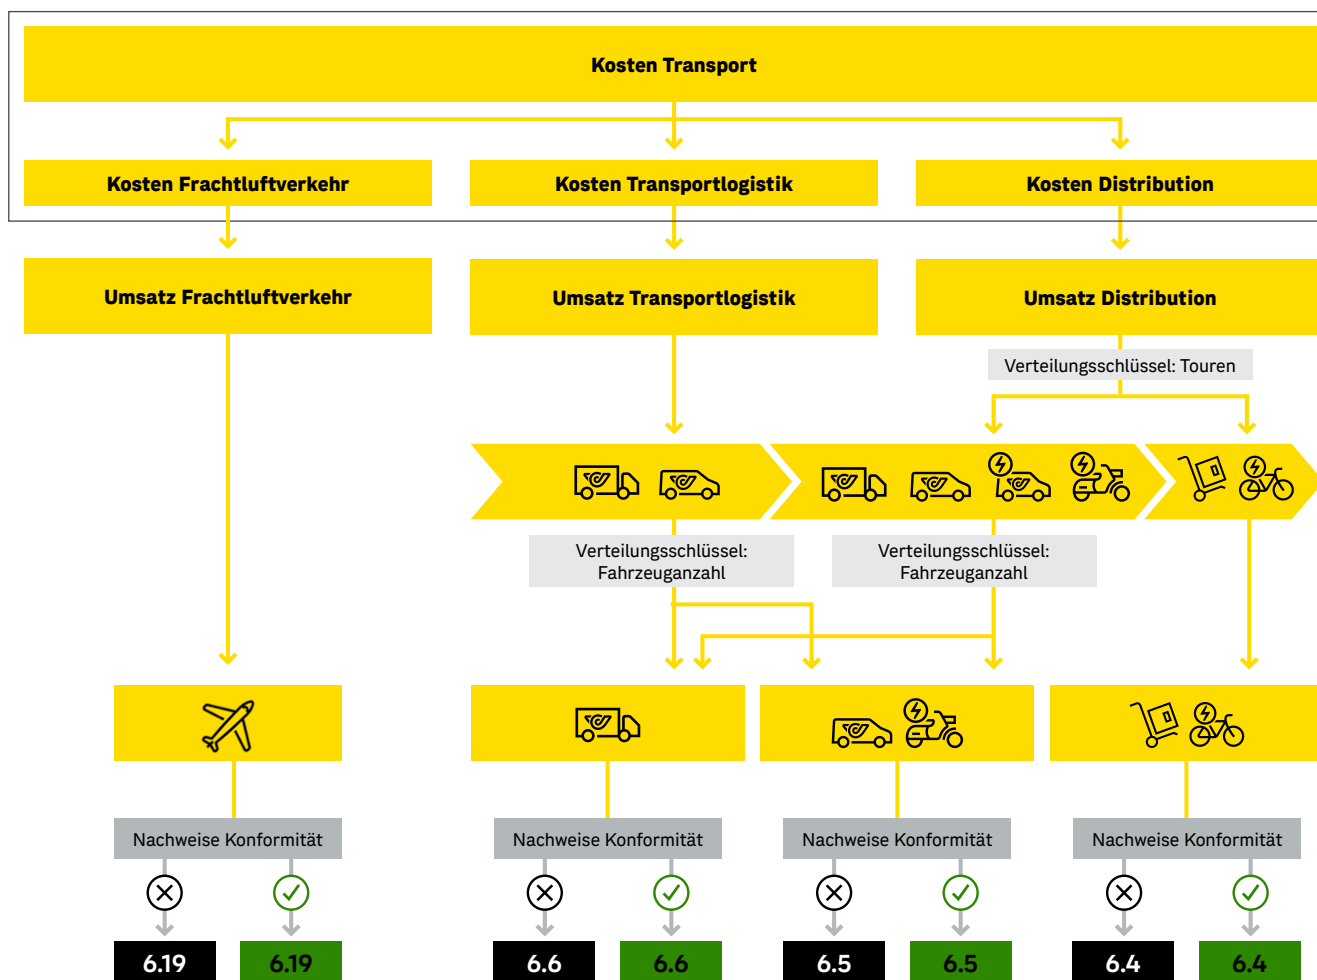 Kosten Transport
Kosten Frachtluftverkehr
Kosten Transportlogistik
Kosten Distribution
Umsatz Frachtluftverkehr
Umsatz Transportlogistik
Umsatz Distribution
Verteilungsschlüssel: Touren
Verteilungsschlüssel:
Fahrzeuganzahl
Verteilungsschlüssel:
Fahrzeuganzahl
Nachweise Konformität
Nachweise Konformität
Nachweise Konformität
Nachweise Konformität
6.19
6.19
6.6
6.6
6.5
6.5
6.4
6.4